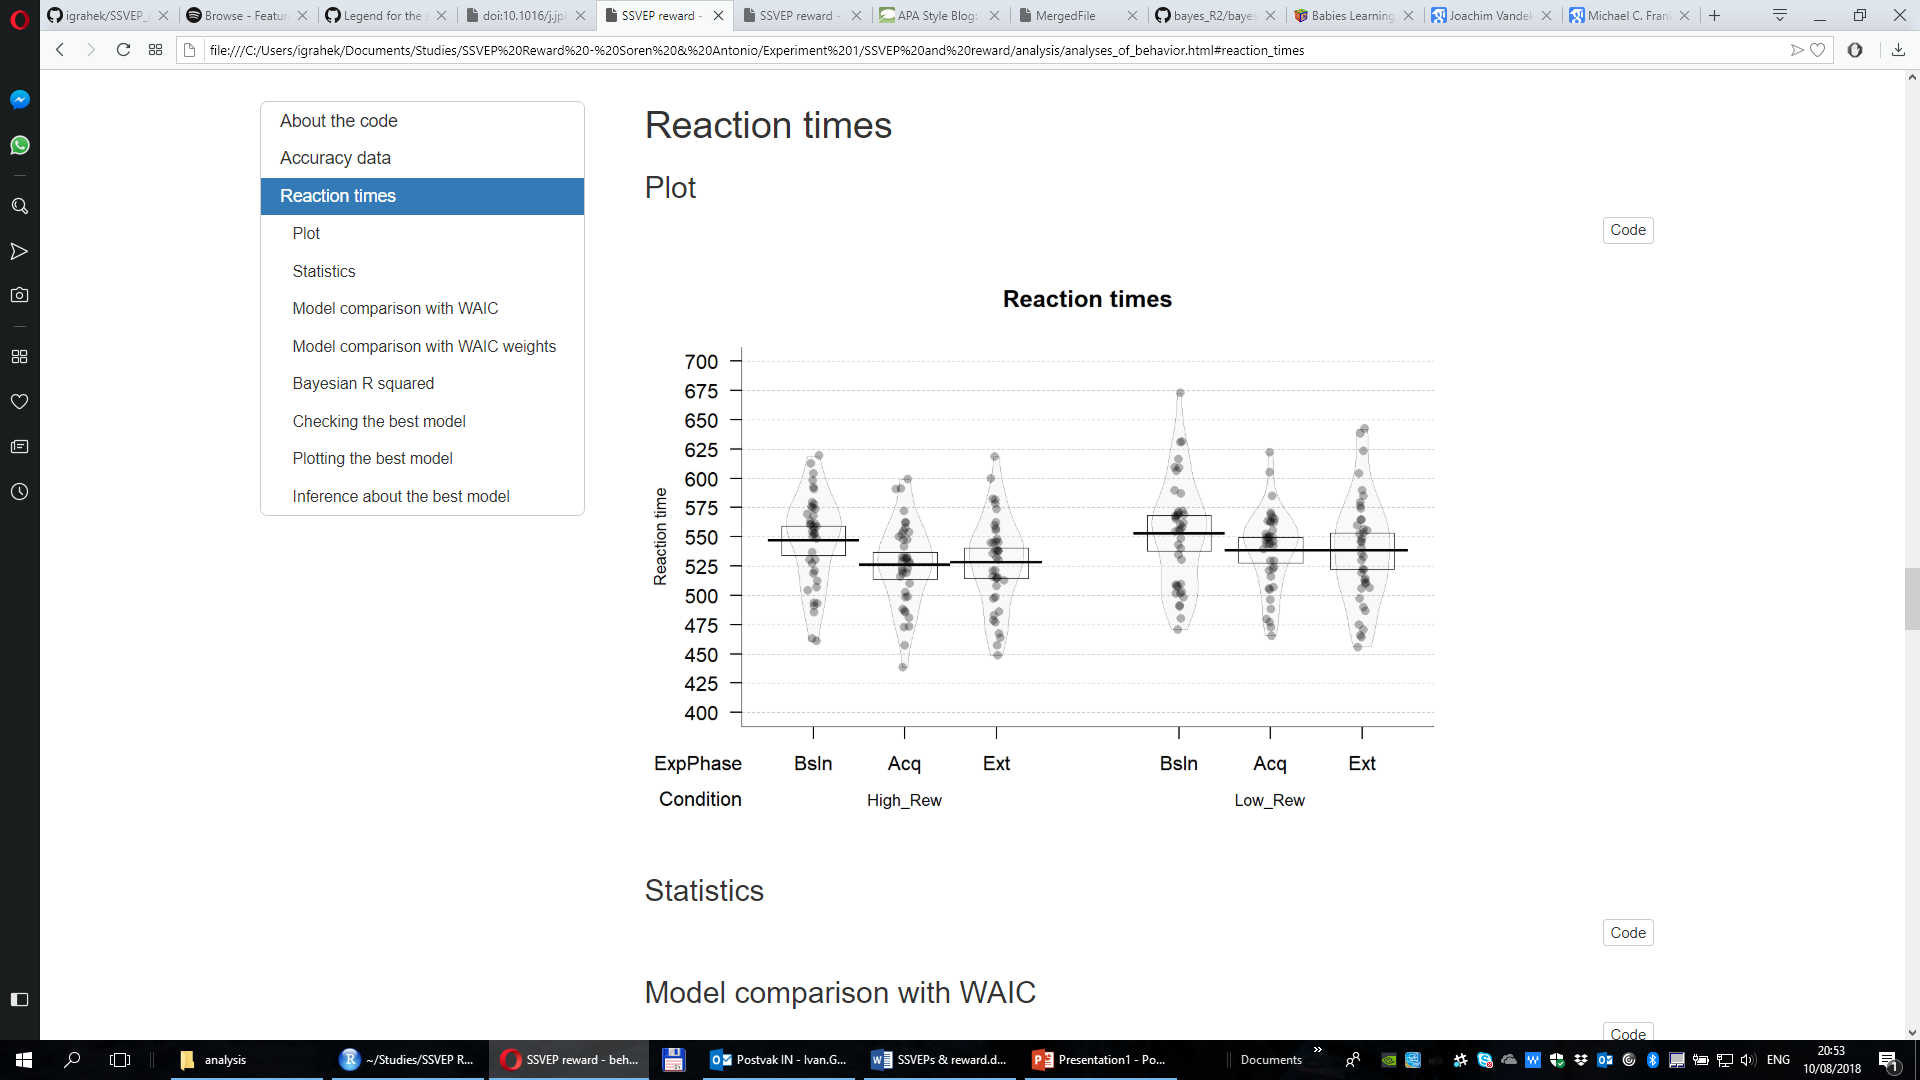 igrahek/SSVEP_
Browse - Featur
Legend for the s
doi:10.1016/j.jpl
SSVEP reward -
SSVEP reward -
APA Style Blog:
MergedFile
bayes_R2/bayes
Babies Learning
Joachim Vandek
Michael C. Fran
file:///C:/Users/igrahek/Documents/Studies/SSVEP%20Reward%20-%20Soren%20&%20Antonio/Experiment%201/SSVEP%20and%20reward/analysis/analyses_of_behavior.html#reaction_times
About the code
Accuracy data
Reaction times
Plot
Statistics
Model comparison with WAIC
Model comparison with WAIC weights
Bayesian R squared
Checking the best model
Plotting the best model
Inference about the best model
Reaction times
Plot
Code
Reaction times
700
675
650
625
600
575
550
525
500
475
450
425
400
Reaction time
ExpPhase Bsln Acq Ext Bsln Acq Ext
Condition High_Rew Low_Rew
Statistics
Code
Model comparison with WAIC
Code
analysis
~/Studies/SSVEP R...
SSVEP reward - beh...
Postvak IN - Ivan.G...
SSVEPs & reward.d...
Presentation1 - Po...
Documents
»
ENG
20:53
10/08/2018
1